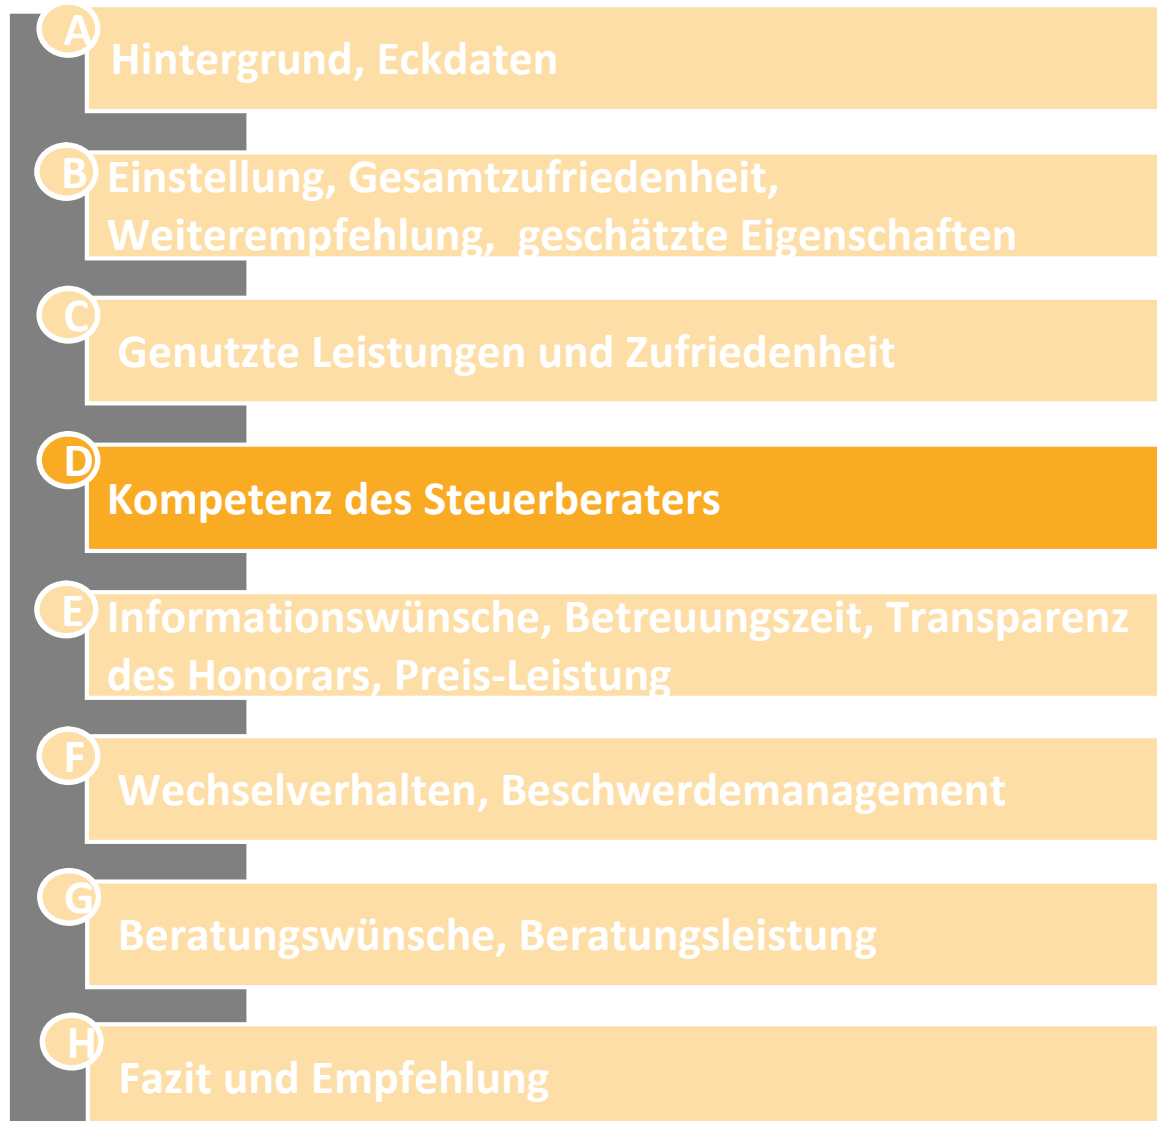 A
Hintergrund, Eckdaten
B
Einstellung, Gesamtzufriedenheit,
Weiterempfehlung, geschätzte Eigenschaften
C
Genutzte Leistungen und Zufriedenheit
D
Kompetenz des Steuerberaters
E
Informationswünsche, Betreuungszeit, Transparenz
des Honorars, Preis-Leistung
F
Wechselverhalten, Beschwerdemanagement
G
Beratungswünsche, Beratungsleistung
H
Fazit und Empfehlung